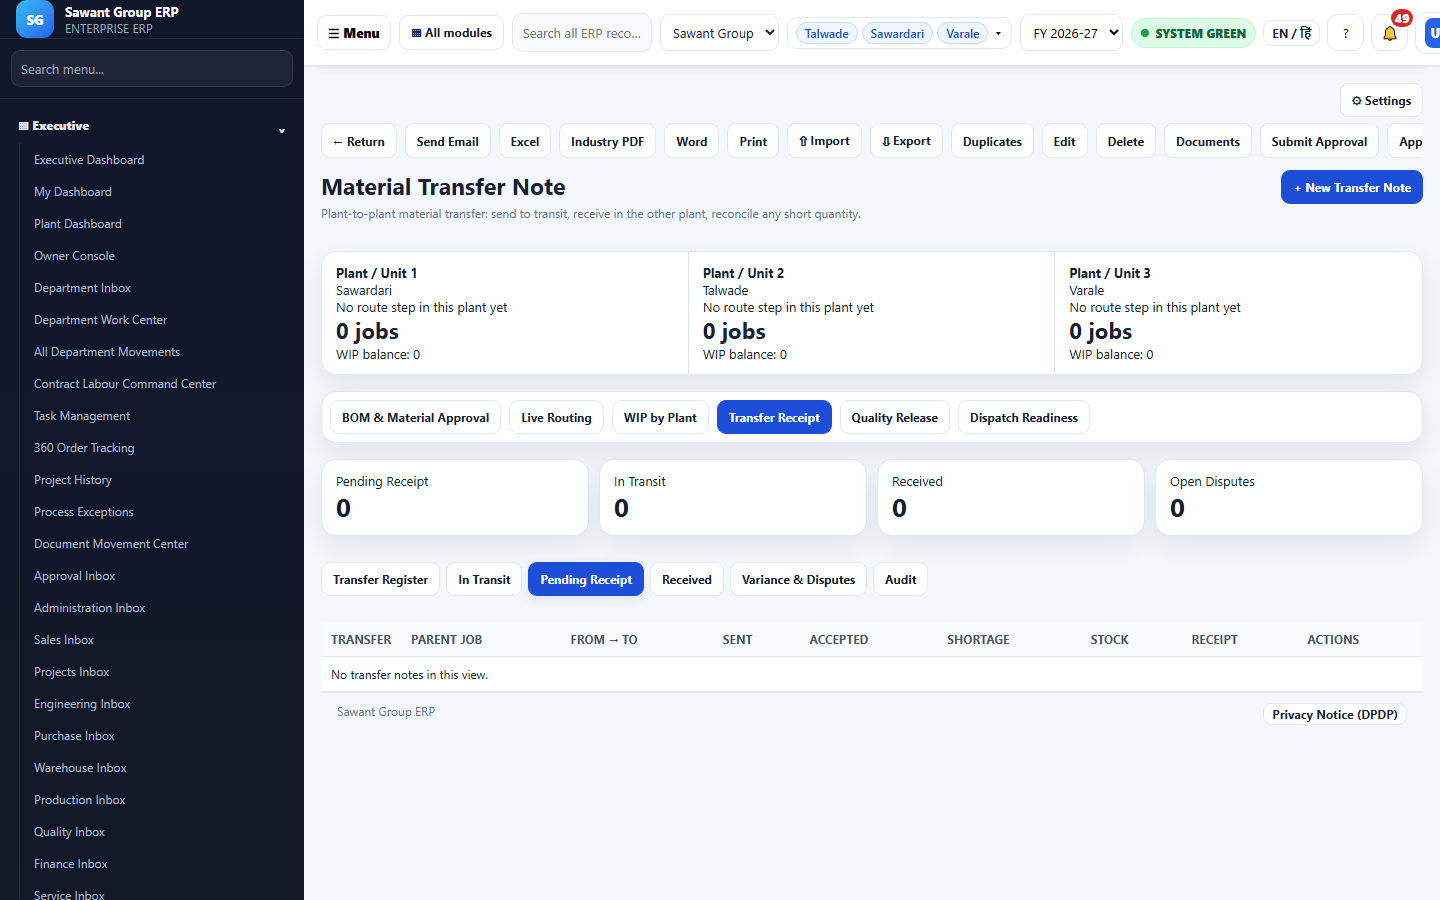 SG
Sawant Group ERP
ENTERPRISE ERP
Search menu...
Executive
Executive Dashboard
My Dashboard
Plant Dashboard
Owner Console
Department Inbox
Department Work Center
All Department Movements
Contract Labour Command Center
Task Management
360 Order Tracking
Project History
Process Exceptions
Document Movement Center
Approval Inbox
Administration Inbox
Sales Inbox
Projects Inbox
Engineering Inbox
Purchase Inbox
Warehouse Inbox
Production Inbox
Quality Inbox
Finance Inbox
Service Inbox
☰ Menu
All modules
Search all ERP reco...
Sawant Group
Talwade Sawardari Varale
FY 2026-27
SYSTEM GREEN
EN / हिं
?
49
U
⚙ Settings
← Return
Send Email
Excel
Industry PDF
Word
Print
⇧ Import
⇩ Export
Duplicates
Edit
Delete
Documents
Submit Approval
App
Material Transfer Note
+ New Transfer Note
Plant-to-plant material transfer: send to transit, receive in the other plant, reconcile any short quantity.
Plant / Unit 1
Sawardari
No route step in this plant yet
0 jobs
WIP balance: 0
Plant / Unit 2
Talwade
No route step in this plant yet
0 jobs
WIP balance: 0
Plant / Unit 3
Varale
No route step in this plant yet
0 jobs
WIP balance: 0
BOM & Material Approval
Live Routing
WIP by Plant
Transfer Receipt
Quality Release
Dispatch Readiness
Pending Receipt
0
In Transit
0
Received
0
Open Disputes
0
Transfer Register
In Transit
Pending Receipt
Received
Variance & Disputes
Audit
TRANSFER PARENT JOB FROM → TO SENT ACCEPTED SHORTAGE STOCK RECEIPT ACTIONS
No transfer notes in this view.
Sawant Group ERP
Privacy Notice (DPDP)